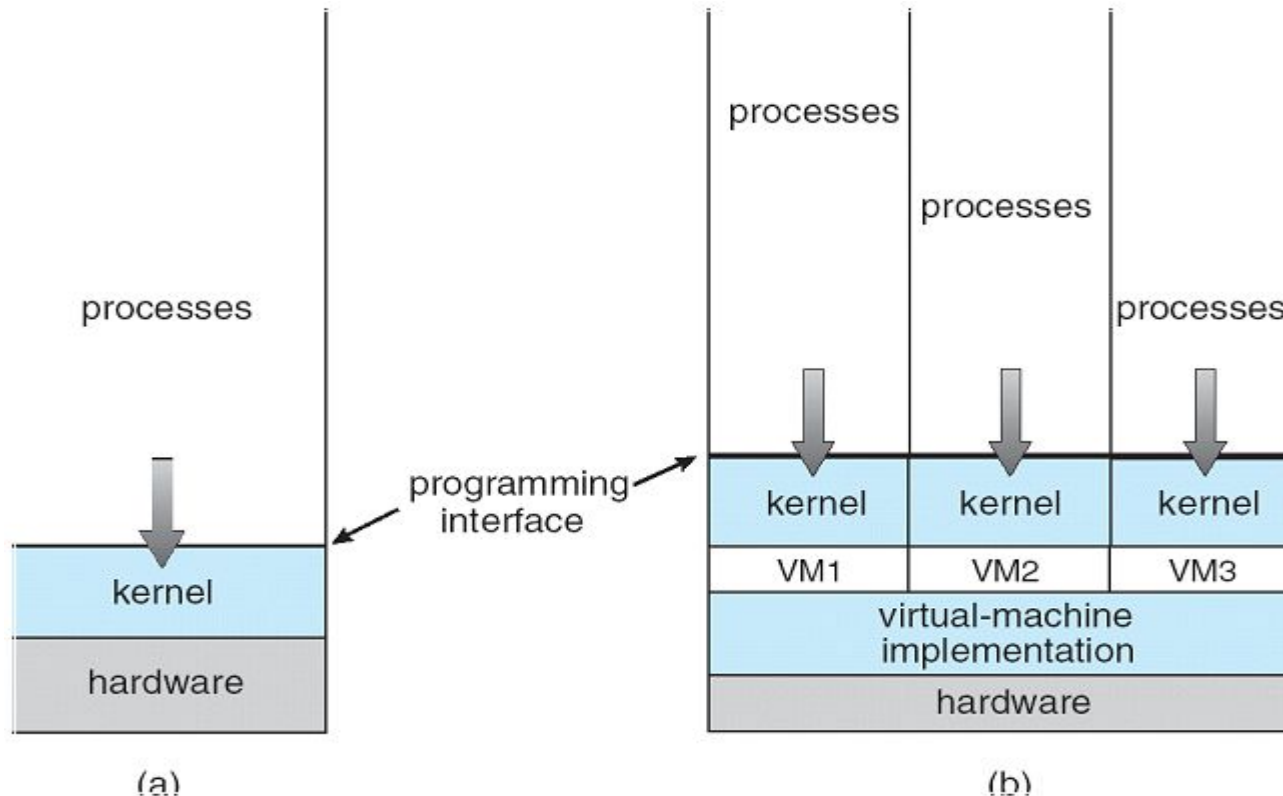 processes
kernel
hardware
(a)
programming
interface
processes
processes
processes
kernel
kernel
kernel
VM1
VM2
VM3
virtual-machine
implementation
hardware
(b)